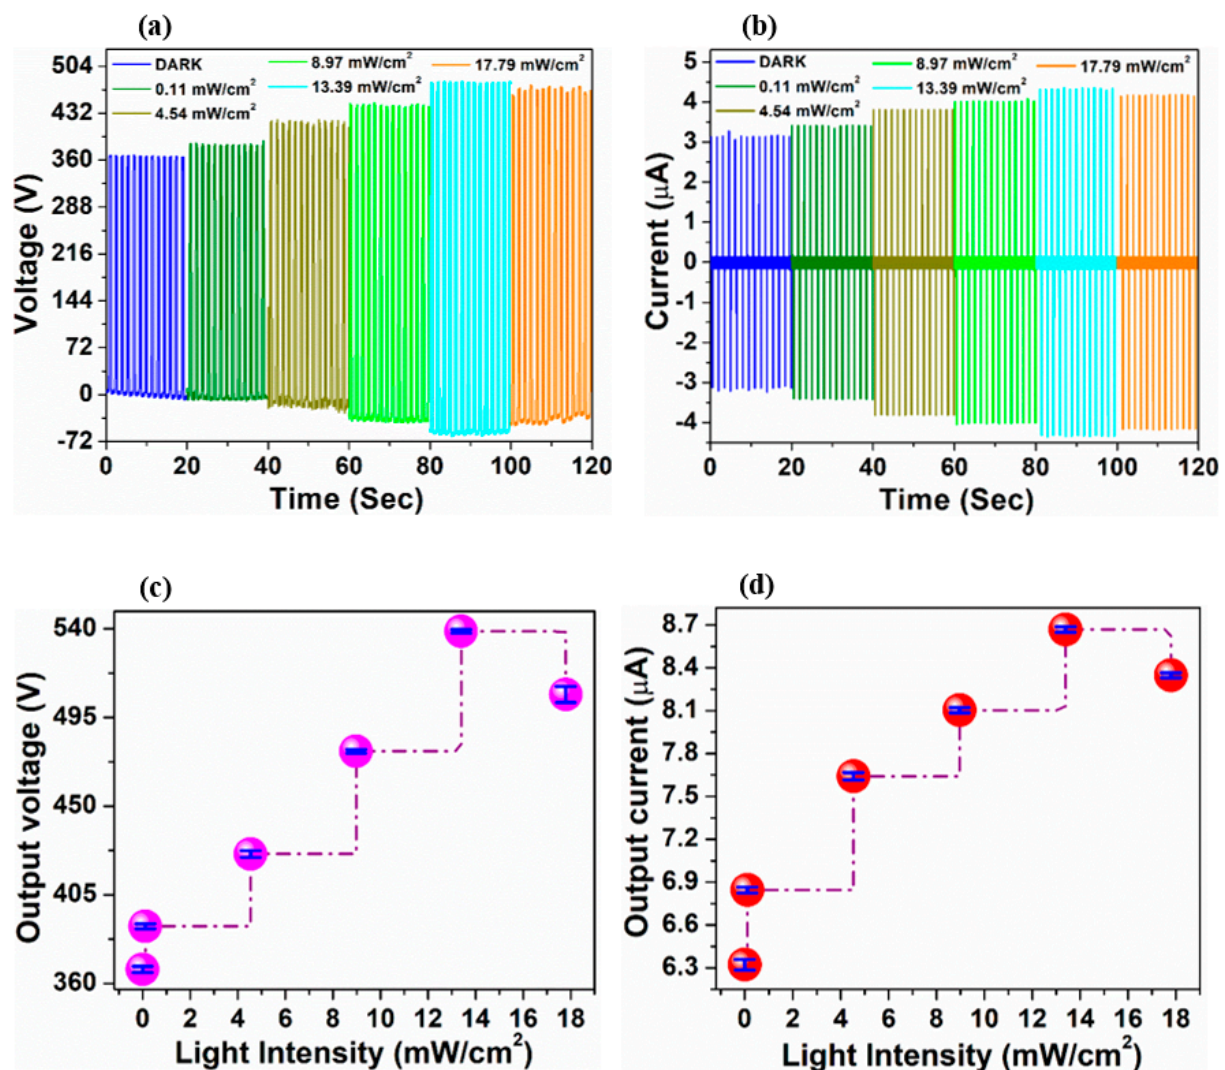 (a)
DARK
0.11 mW/cm²
4.54 mW/cm²
8.97 mW/cm²
13.39 mW/cm²
17.79 mW/cm²
504
432
360
288
216
144
72
0
-72
Voltage (V)
0 20 40 60 80 100 120
Time (Sec)
(b)
DARK
0.11 mW/cm²
4.54 mW/cm²
8.97 mW/cm²
13.39 mW/cm²
17.79 mW/cm²
5
4
3
2
1
0
-1
-2
-3
-4
Current (μA)
0 20 40 60 80 100 120
Time (Sec)
(c)
540
495
450
405
360
Output voltage (V)
0 2 4 6 8 10 12 14 16 18
Light Intensity (mW/cm²)
(d)
8.7
8.4
8.1
7.8
7.5
7.2
6.9
6.6
6.3
Output current (μA)
0 2 4 6 8 10 12 14 16 18
Light Intensity (mW/cm²)